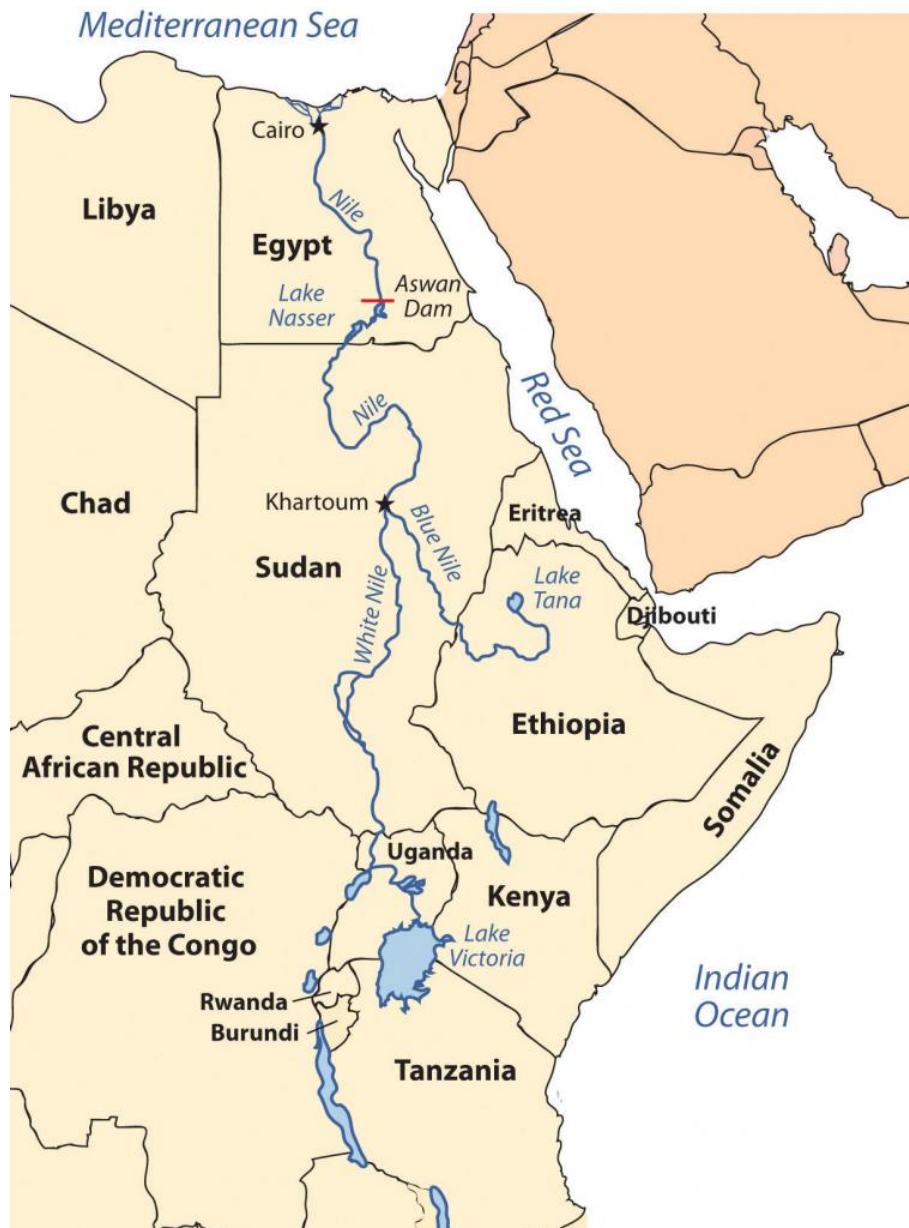 Mediterranean Sea
Cairo
Libya
Nile
Egypt
Lake
Nasser
Aswan
Dam
Red Sea
Nile
Chad
Khartoum
Blue Nile
Eritrea
Sudan
Lake
Tana
White Nile
Djibouti
Ethiopia
Central
African Republic
Somalia
Uganda
Democratic
Republic
of the Congo
Kenya
Lake
Victoria
Indian
Ocean
Rwanda
Burundi
Tanzania